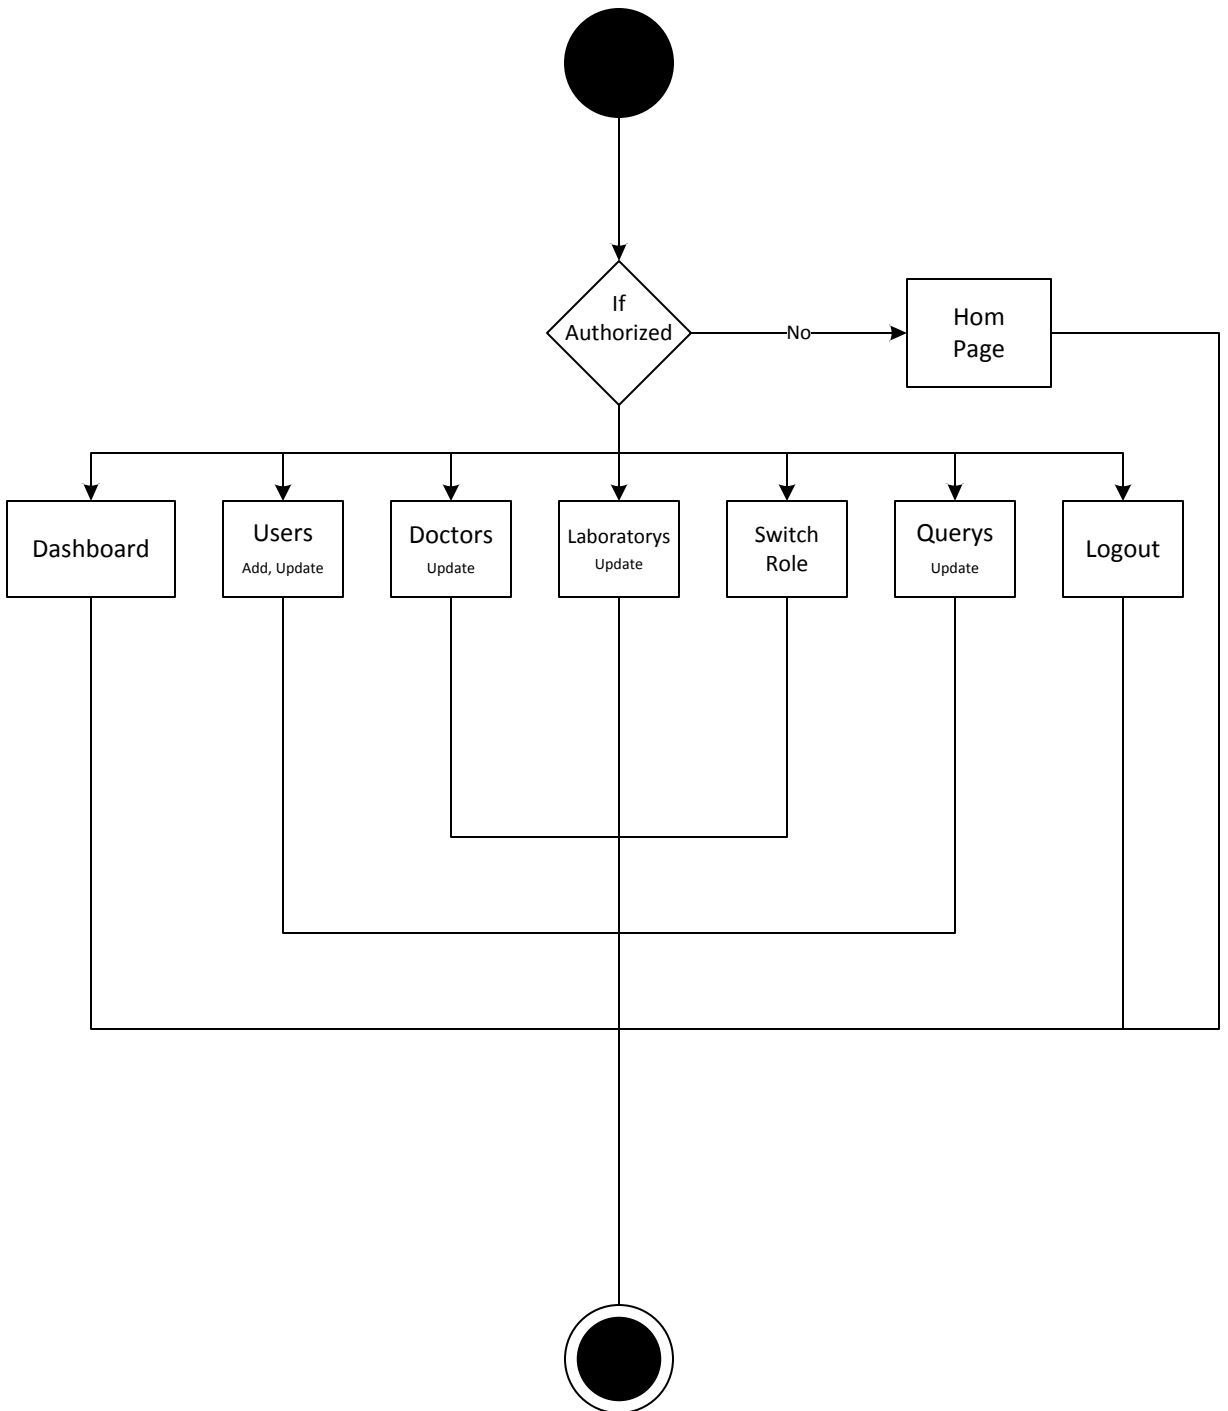 If
Authorized
No
Hom
Page
Dashboard
Users
Add, Update
Doctors
Update
Laboratorys
Update
Switch
Role
Querys
Update
Logout